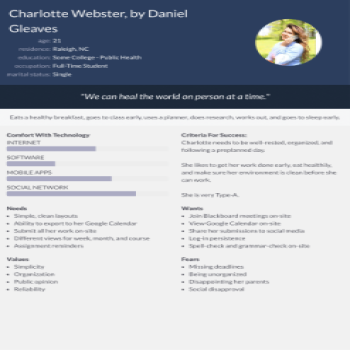 Charlotte Webster, by Daniel
Gleaves
age: 21
residence: Raleigh, NC
education: Some College - Public Health
occupation: Full-Time Student
marital status: Single
"We can heal the world on person at a time."
Eats a healthy breakfast, goes to class early, uses a planner, does research, works out, and goes to sleep early.
Comfort With Technology
INTERNET
SOFTWARE
MOBILE APPS
SOCIAL NETWORK
Criteria For Success:
Charlotte needs to be well-rested, organized, and
following a preplanned day.
She likes to get her work done early, eat healthily,
and make sure her environment is clean before she
can work.
She is very Type-A.
Needs
Simple, clean layouts
Ability to export to her Google Calendar
Submit all her work on-site
Different views for week, month, and course
Assignment reminders
Wants
Join Blackboard meetings on-site
View Google Calendar on-site
Share her submissions to social media
Log-in persistence
Spell-check and grammar-check on-site
Values
Simplicity
Organization
Public opinion
Reliability
Fears
Missing deadlines
Being unorganized
Disappointing her parents
Social disapproval